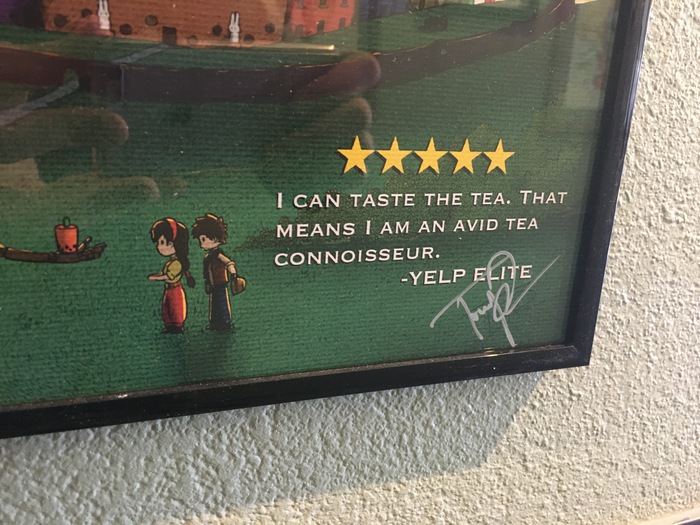 I CAN TASTE THE TEA. THAT
MEANS I AM AN AVID TEA
CONNOISSEUR.
-YELP ELITE